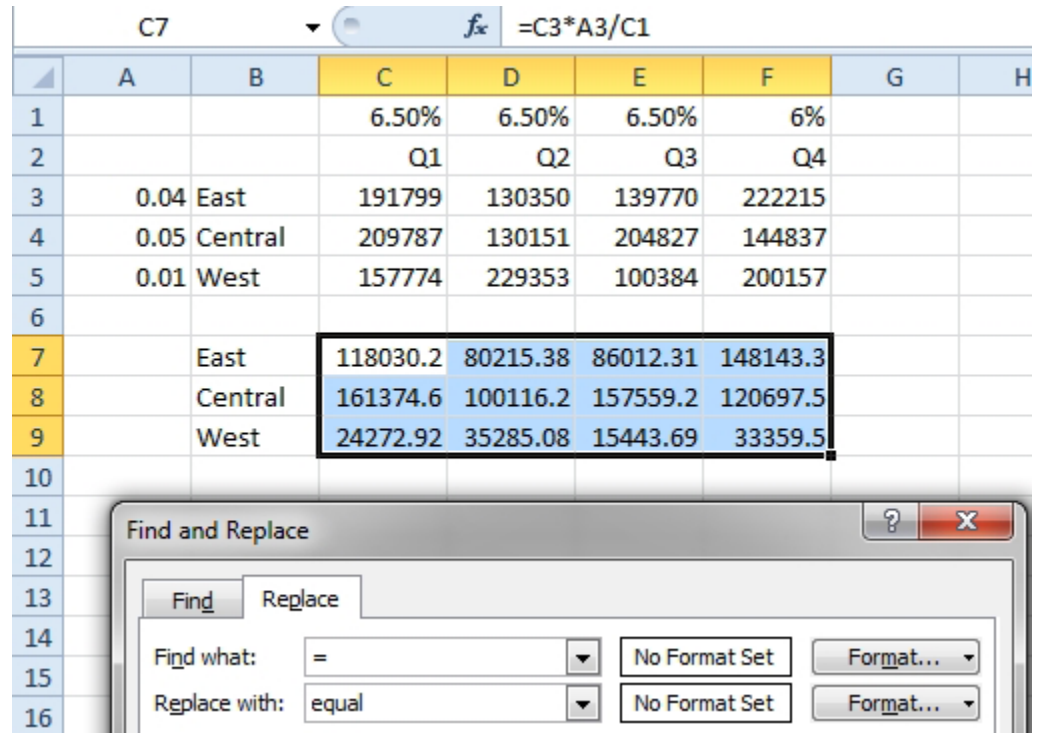 C7 fx =C3*A3/C1
A B C D E F G H
1 6.50% 6.50% 6.50% 6%
2 Q1 Q2 Q3 Q4
3 0.04 East 191799 130350 139770 222215
4 0.05 Central 209787 130151 204827 144837
5 0.01 West 157774 229353 100384 200157
6
7 East 118030.2 80215.38 86012.31 148143.3
8 Central 161374.6 100116.2 157559.2 120697.5
9 West 24272.92 35285.08 15443.69 33359.5
10
11
Find and Replace ?
12
13
Find Replace
14
Find what: = No Format Set Format...
15
Replace with: equal No Format Set Format...
16